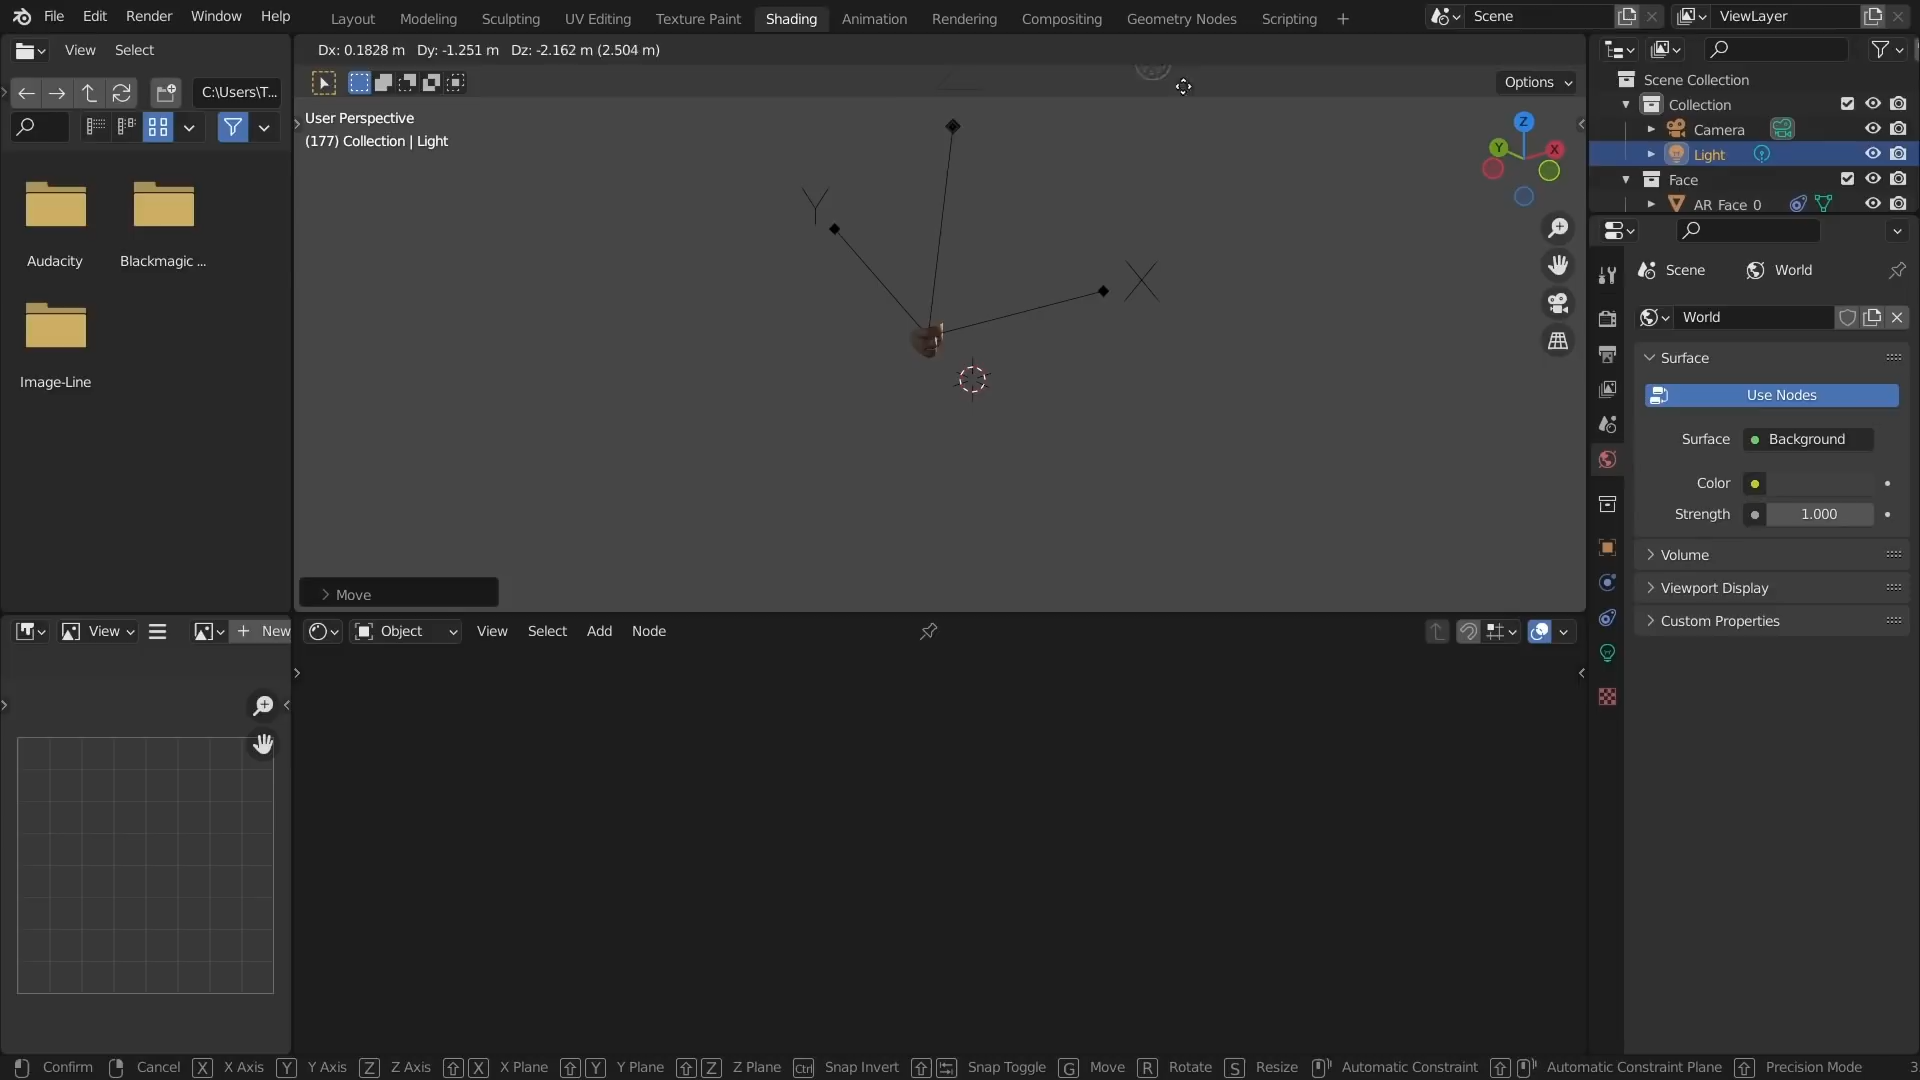 File Edit Render Window Help
Layout Modeling Sculpting UV Editing Texture Paint Shading Animation Rendering Compositing Geometry Nodes Scripting +
Scene
ViewLayer
View Select
Dx: 0.1828 m Dy: -1.251 m Dz: -2.162 m (2.504 m)
C:\Users\T...
Options
User Perspective
(177) Collection | Light
Z
Y
X
Y
X
Scene Collection
Collection
Camera
Light
Face
AR Face 0
Audacity
Blackmagic ...
Image-Line
Scene
World
World
Surface
Use Nodes
Surface
Background
Color
Strength
1.000
Volume
Viewport Display
Custom Properties
Move
View
New
Object
View Select Add Node
Confirm Cancel X X Axis Y Y Axis Z Z Axis X X Plane Y Y Plane Z Z Plane Ctrl Snap Invert Snap Toggle G Move R Rotate S Resize Automatic Constraint Automatic Constraint Plane Precision Mode 3